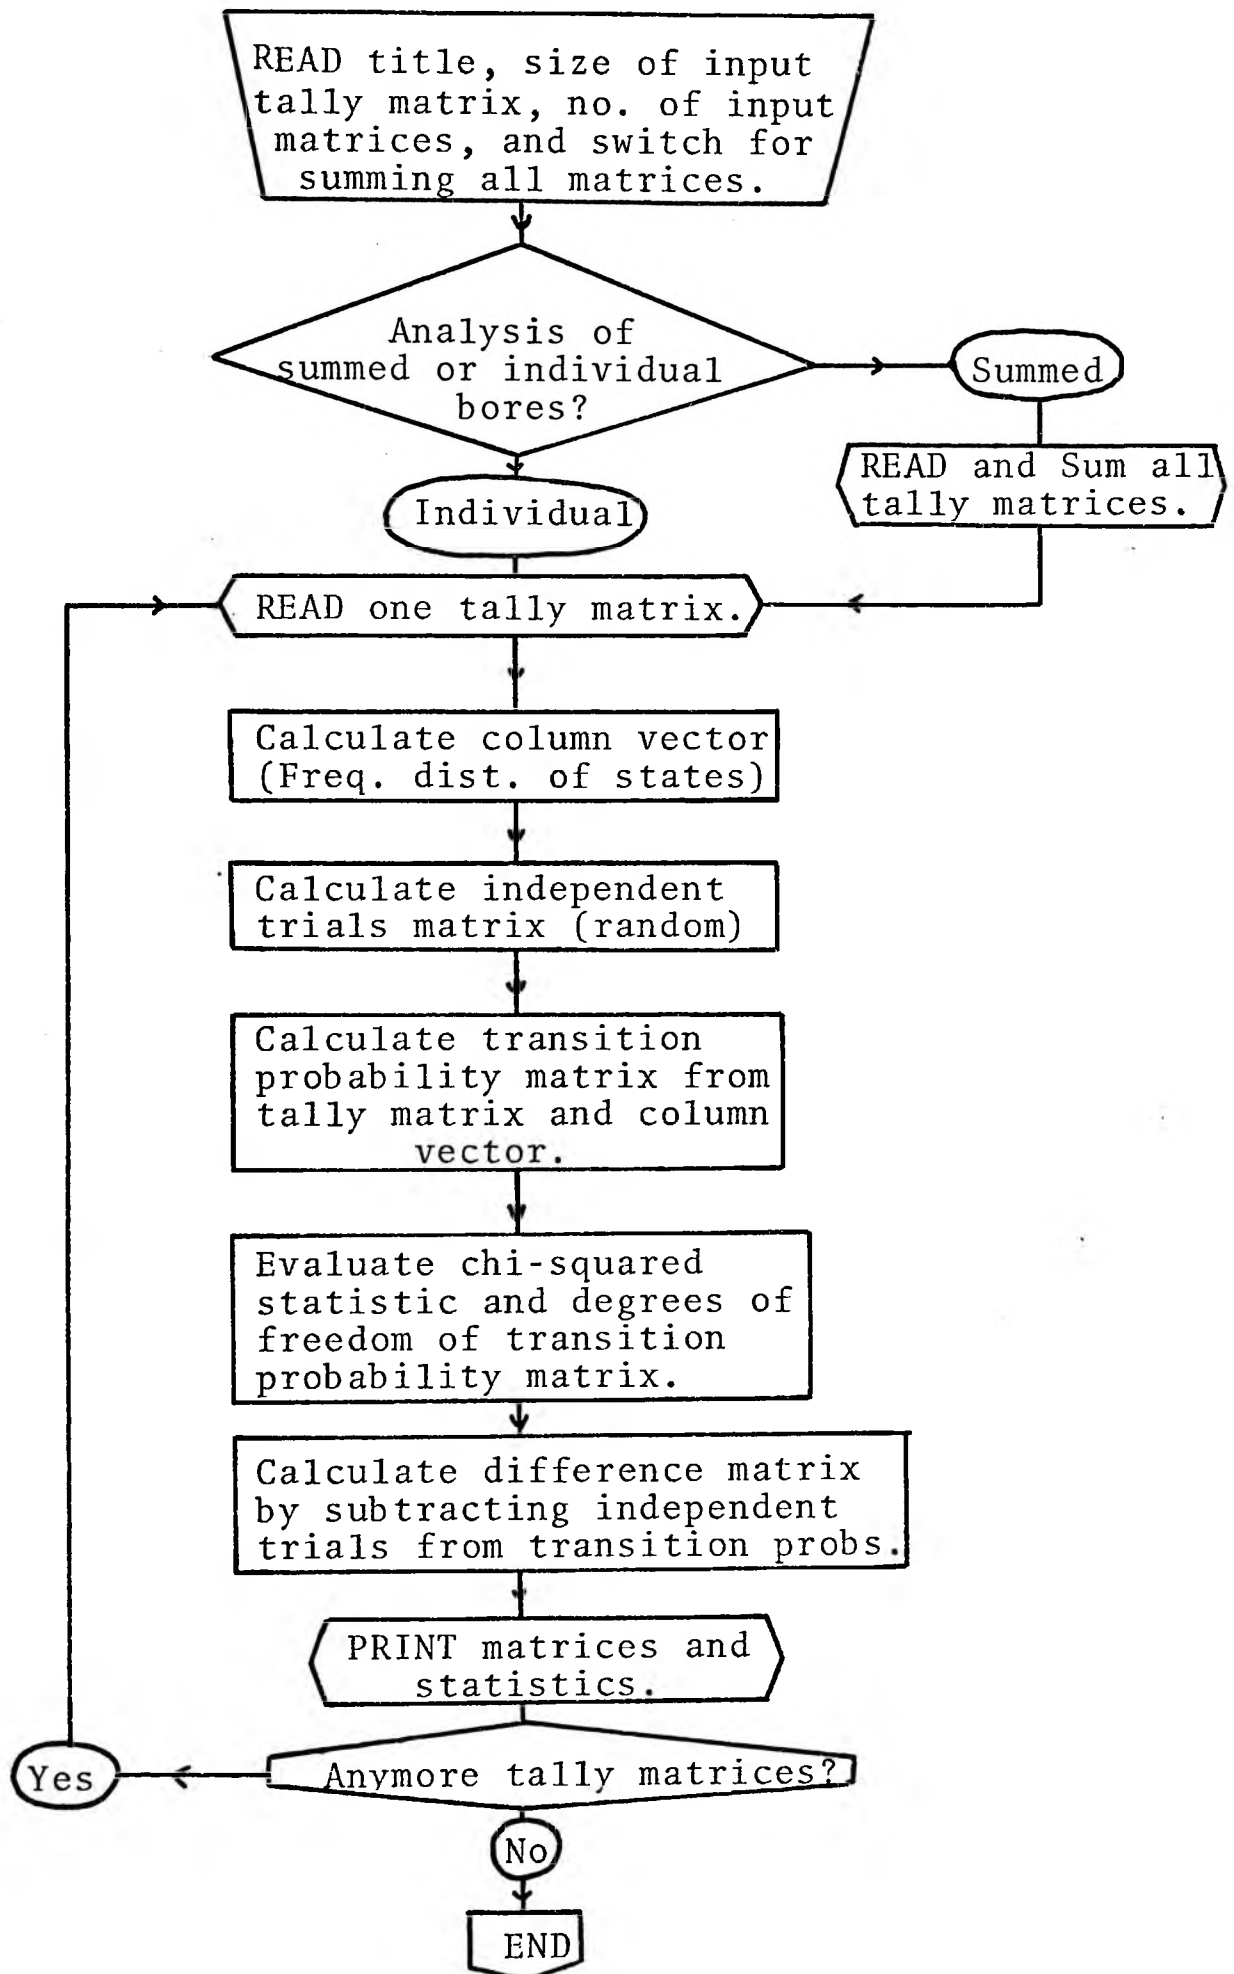 READ title, size of input
tally matrix, no. of input
matrices, and switch for
summing all matrices.
Analysis of
summed or individual
bores?
Summed
READ and Sum all
tally matrices.
Individual
READ one tally matrix.
Calculate column vector
(Freq. dist. of states)
Calculate independent
trials matrix (random)
Calculate transition
probability matrix from
tally matrix and column
vector.
Evaluate chi-squared
statistic and degrees of
freedom of transition
probability matrix.
Calculate difference matrix
by subtracting independent
trials from transition probs.
PRINT matrices and
statistics.
Anymore tally matrices?
Yes
No
END